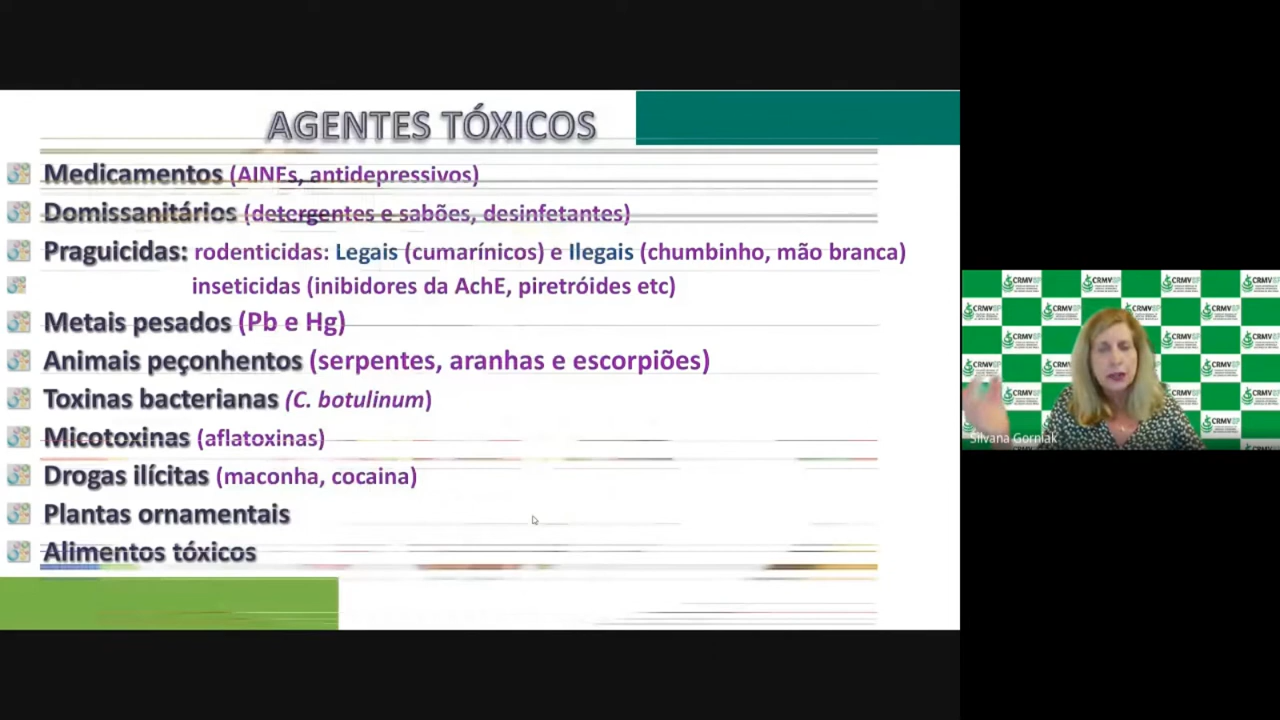 AGENTES TÓXICOS
Medicamentos (AINEs, antidepressivos)
Domissanitários (detergentes e sabões, desinfetantes)
Praguicidas: rodenticidas: Legais (cumarínicos) e Ilegais (chumbinho, mão branca)
inseticidas (inibidores da AchE, piretróides etc)
Metais pesados (Pb e Hg)
Animais peçonhentos (serpentes, aranhas e escorpiões)
Toxinas bacterianas (C. botulinum)
Micotoxinas (aflatoxinas)
Drogas ilícitas (maconha, cocaina)
Plantas ornamentais
Alimentos tóxicos
CRMVSP
Silvana Gorniak